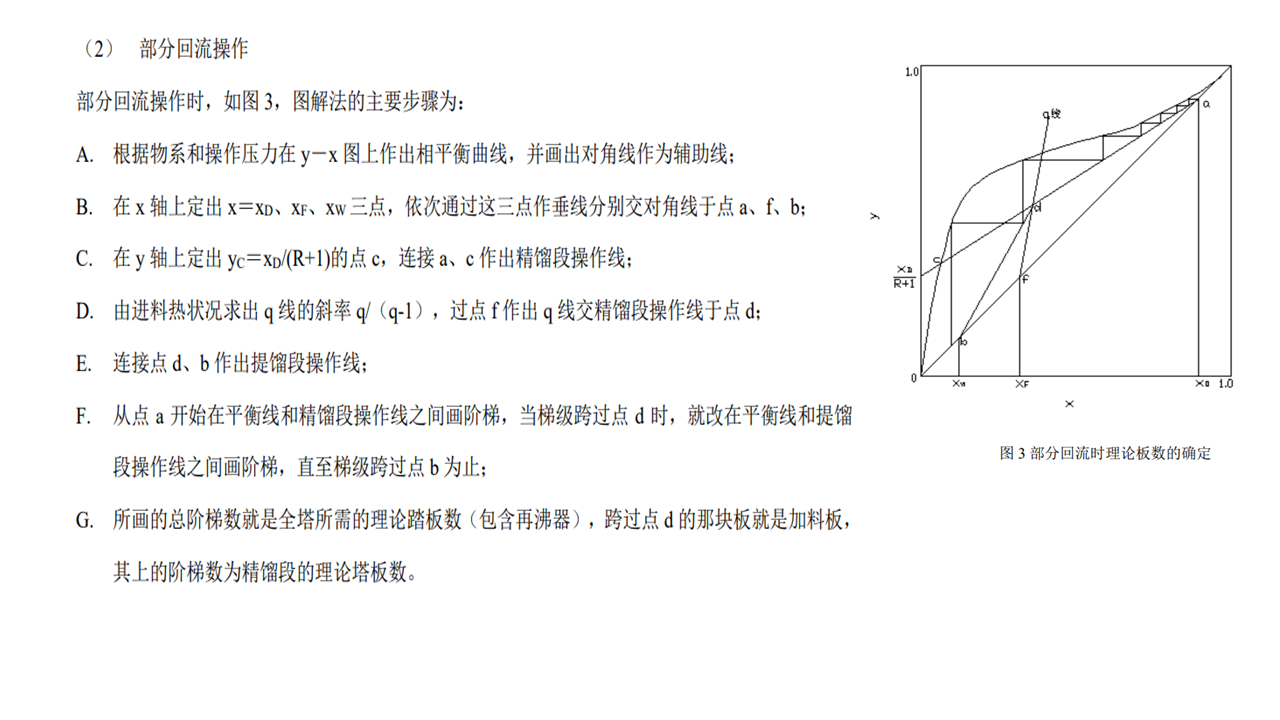 （2） 部分回流操作
部分回流操作时，如图 3，图解法的主要步骤为：
A. 根据物系和操作压力在 y－x 图上作出相平衡曲线，并画出对角线作为辅助线；
B. 在 x 轴上定出 x＝xD、xF、xW 三点，依次通过这三点作垂线分别交对角线于点 a、f、b；
C. 在 y 轴上定出 yC＝xD/(R+1)的点 c，连接 a、c 作出精馏段操作线；
D. 由进料热状况求出 q 线的斜率 q/（q-1），过点 f 作出 q 线交精馏段操作线于点 d；
E. 连接点 d、b 作出提馏段操作线；
F. 从点 a 开始在平衡线和精馏段操作线之间画阶梯，当梯级跨过点 d 时，就改在平衡线和提馏
段操作线之间画阶梯，直至梯级跨过点 b 为止；
G. 所画的总阶梯数就是全塔所需的理论踏板数（包含再沸器），跨过点 d 的那块板就是加料板，
其上的阶梯数为精馏段的理论塔板数。
1.0
a
q线
y
d
c
XD
R+1
f
b
0
XW
XF
XD
1.0
x
图 3 部分回流时理论板数的确定